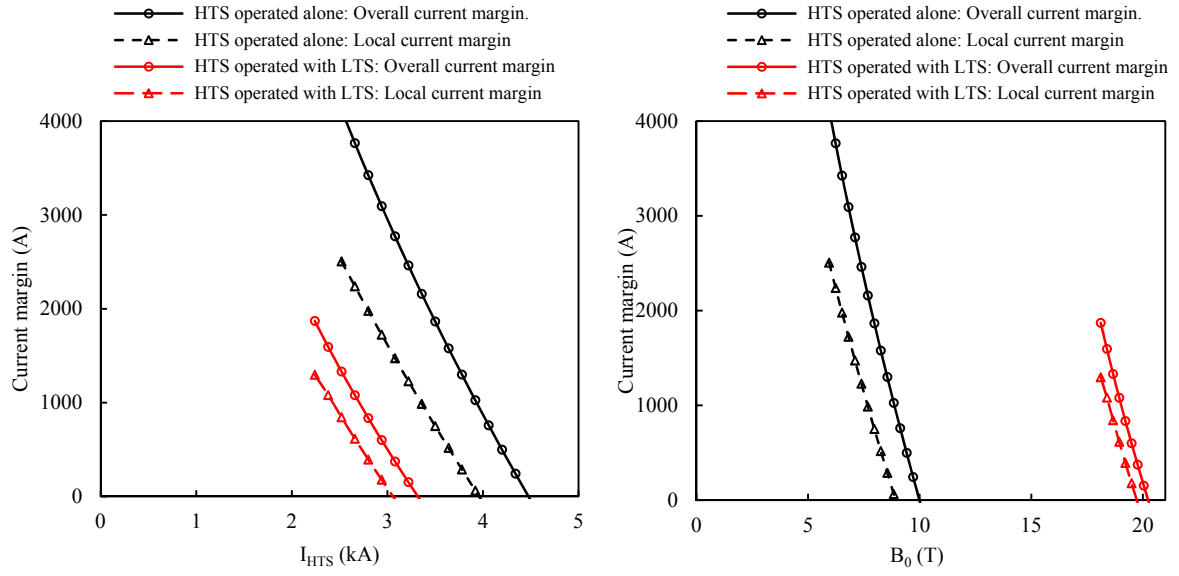 HTS operated alone: Overall current margin.
HTS operated alone: Local current margin
HTS operated with LTS: Overall current margin
HTS operated with LTS: Local current margin
4000
3000
2000
1000
0
Current margin (A)
0 1 2 3 4 5
I_HTS (kA)
HTS operated alone: Overall current margin.
HTS operated alone: Local current margin
HTS operated with LTS: Overall current margin
HTS operated with LTS: Local current margin
4000
3000
2000
1000
0
Current margin (A)
0 5 10 15 20
B_0 (T)